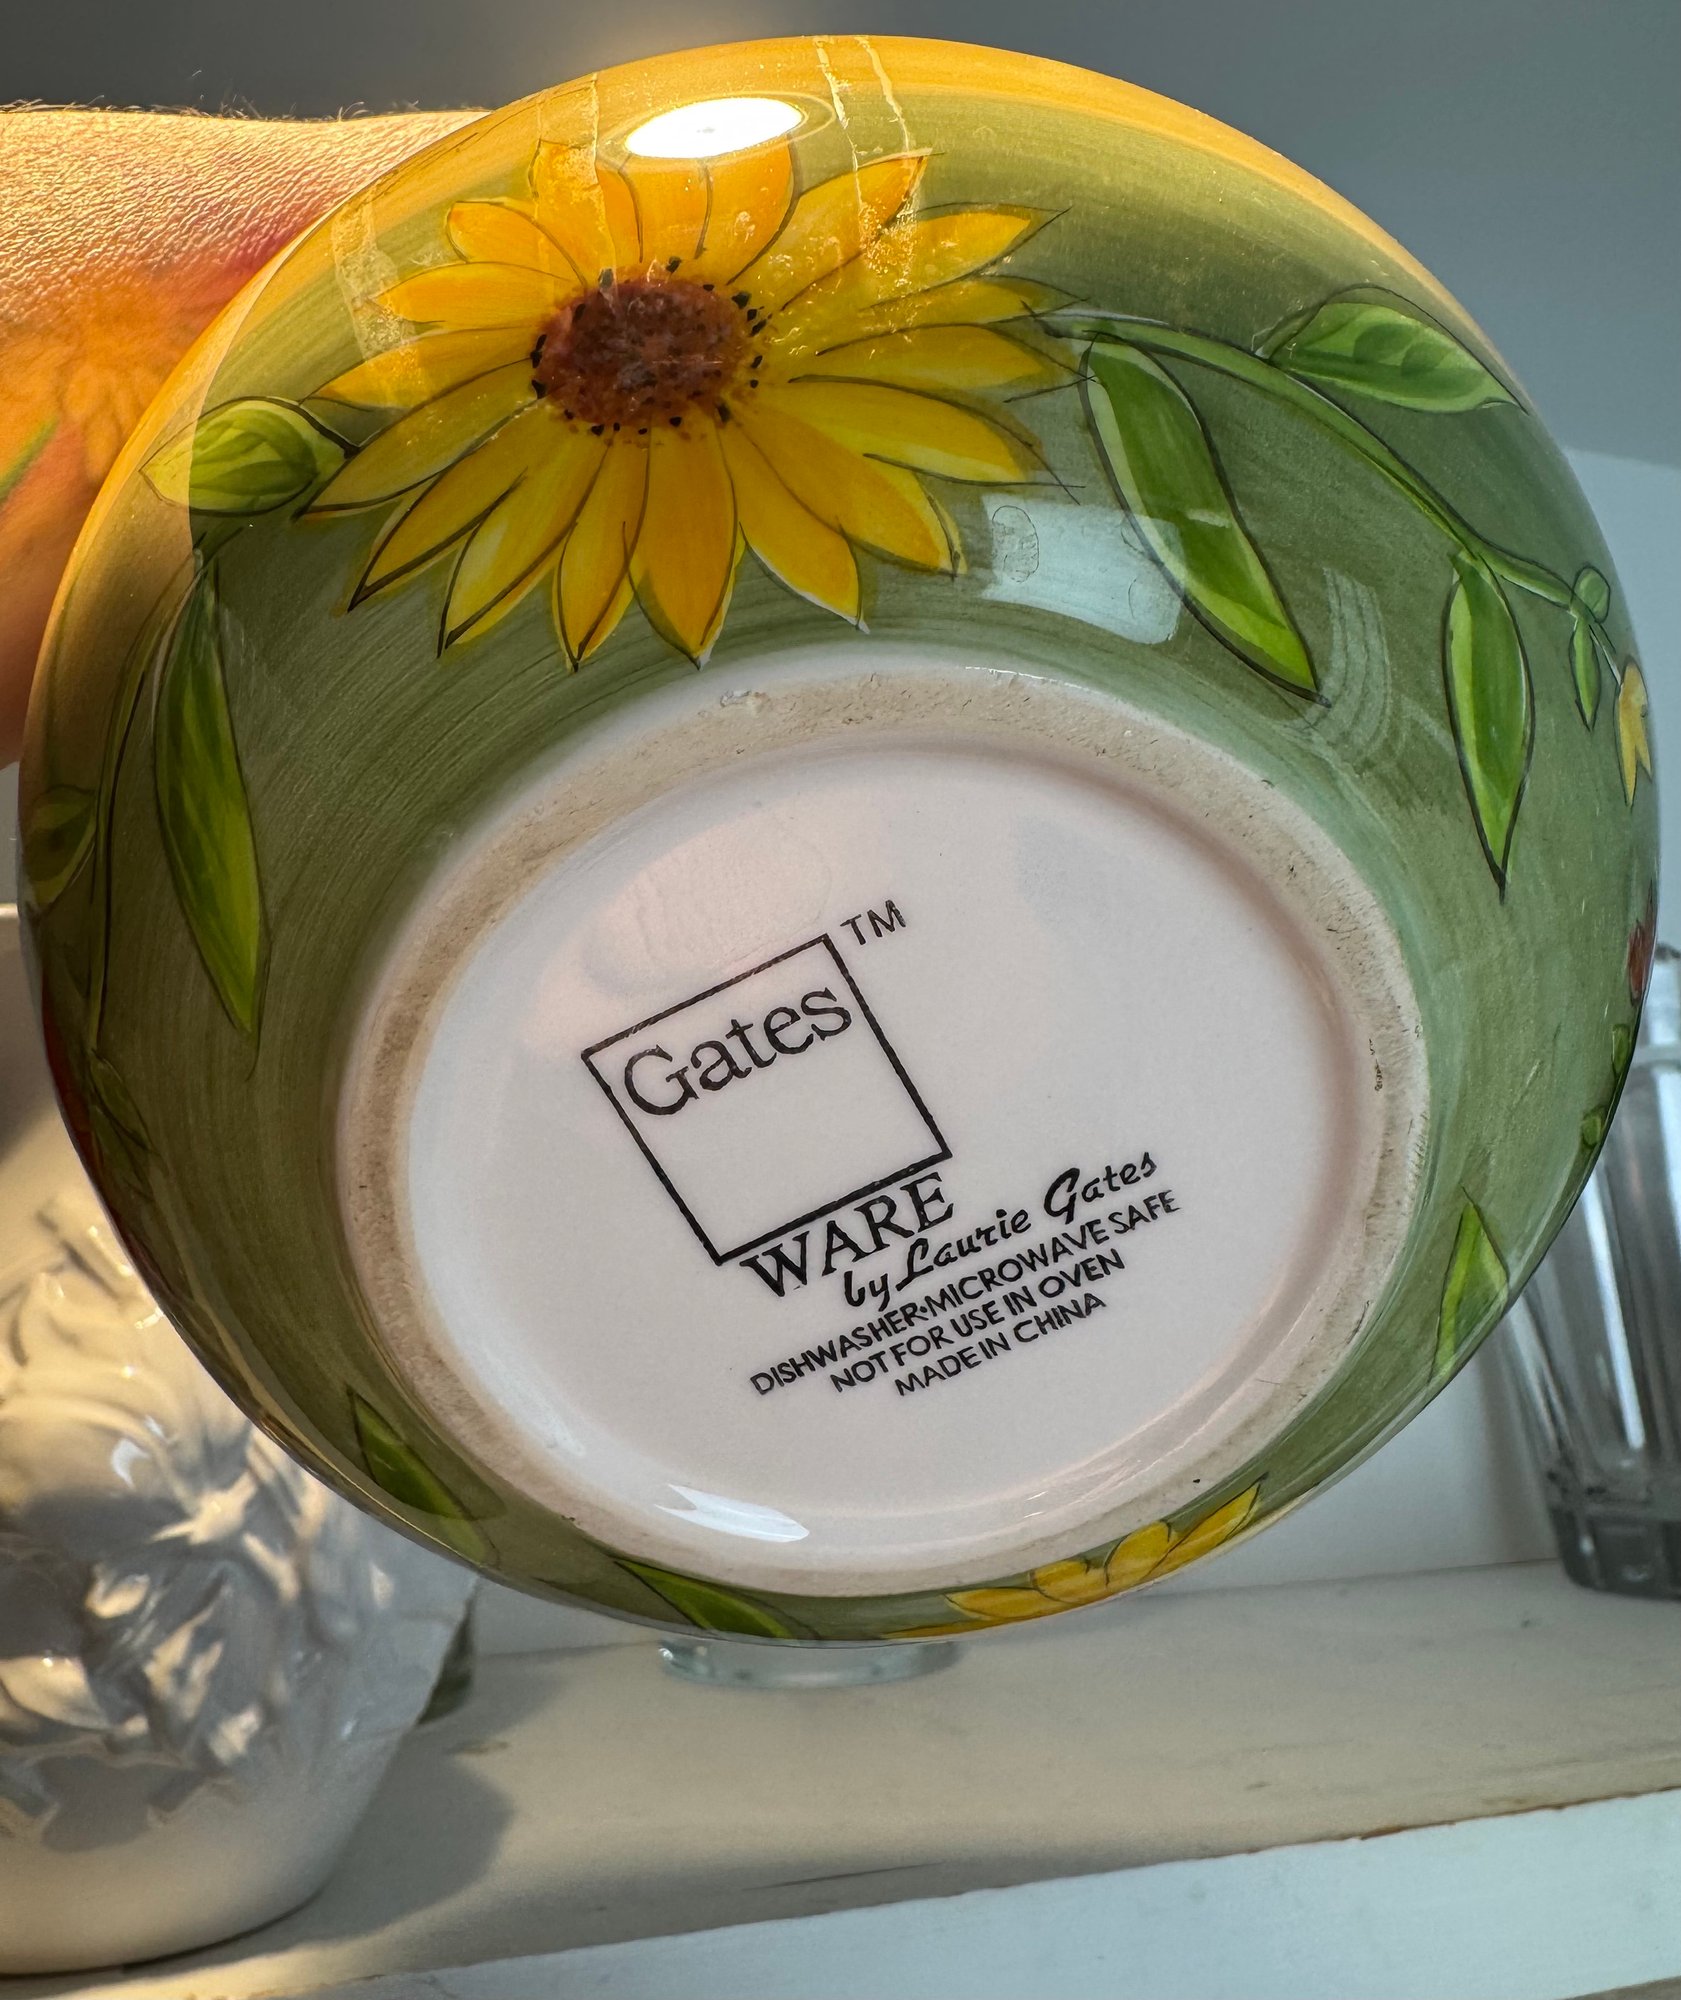 Gates TM
WARE
by Laurie Gates
DISHWASHER•MICROWAVE SAFE
NOT FOR USE IN OVEN
MADE IN CHINA